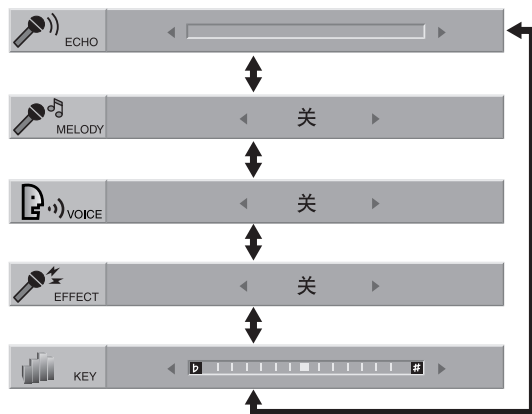 ECHO
MELODY 关
VOICE 关
EFFECT 关
KEY ♭ #